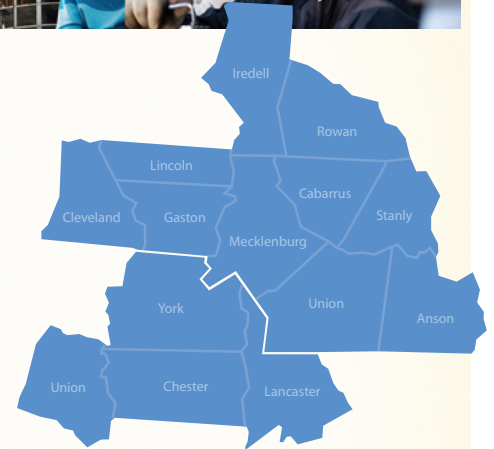 Iredell
Rowan
Lincoln
Cabarrus
Cleveland
Gaston
Stanly
Mecklenburg
York
Union
Anson
Union
Chester
Lancaster